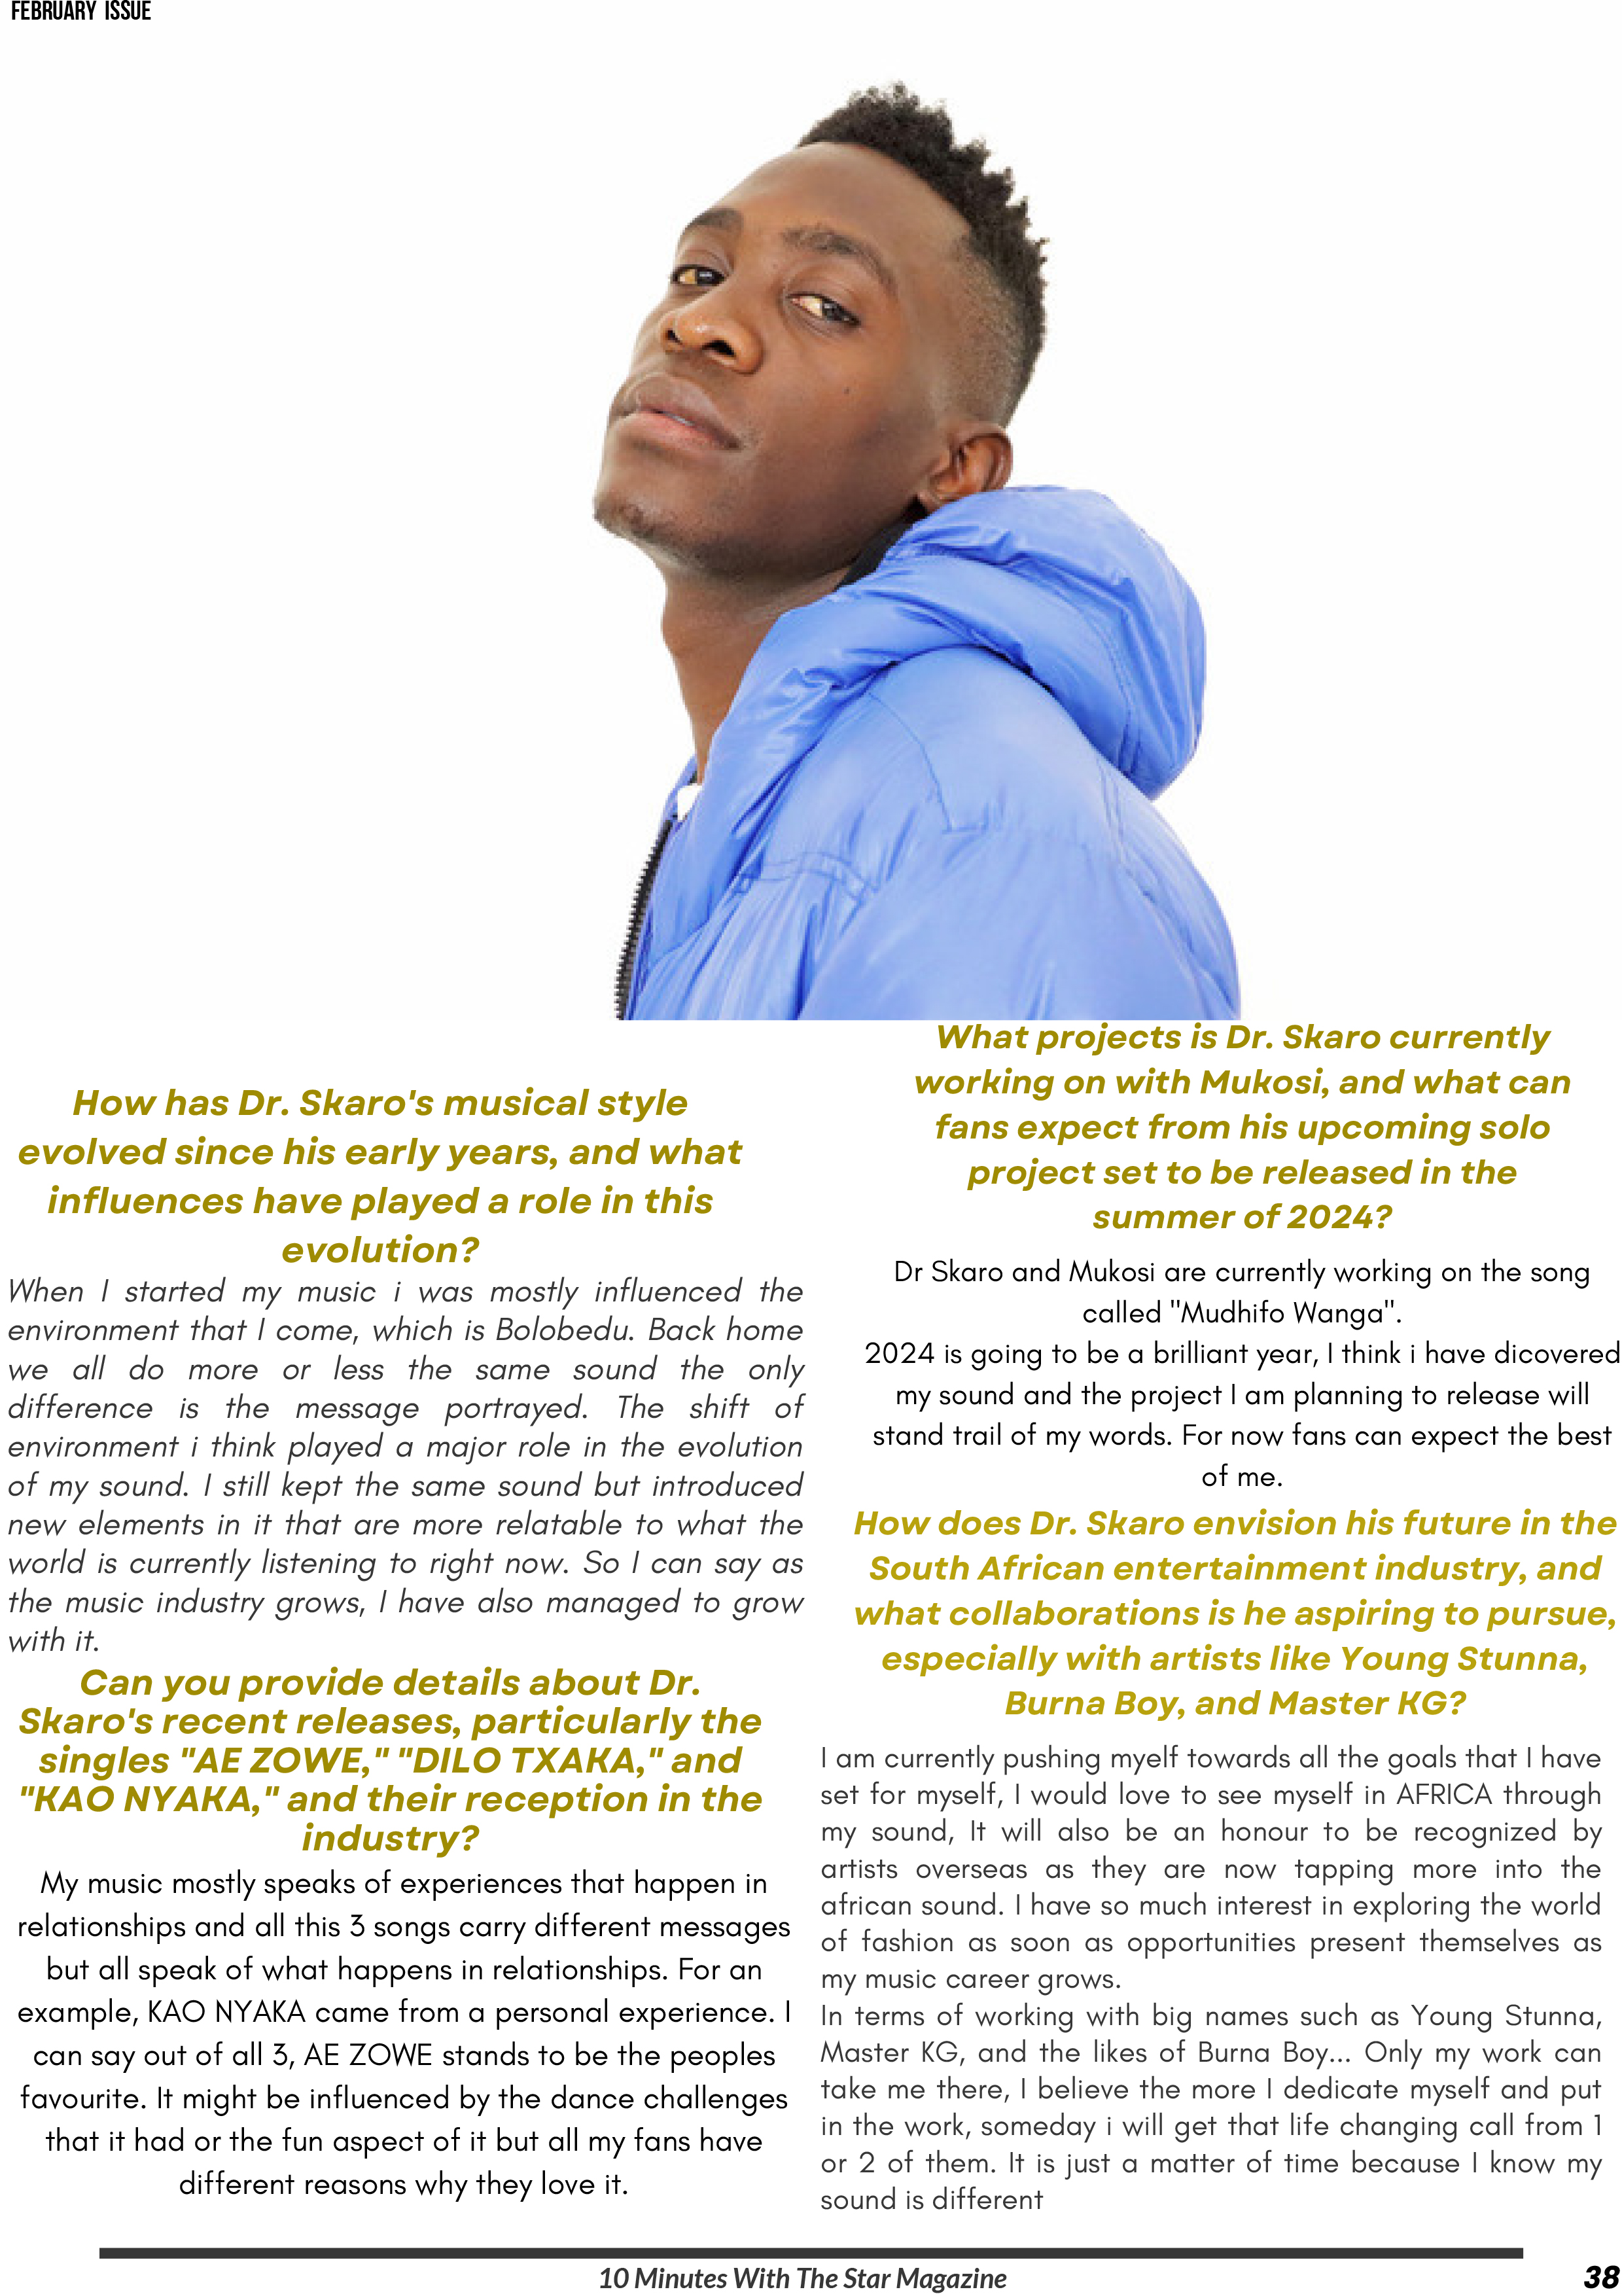 FEBRUARY ISSUE
How has Dr. Skaro's musical style
evolved since his early years, and what
influences have played a role in this
evolution?
When I started my music i was mostly influenced the
environment that I come, which is Bolobedu. Back home
we all do more or less the same sound the only
difference is the message portrayed. The shift of
environment i think played a major role in the evolution
of my sound. I still kept the same sound but introduced
new elements in it that are more relatable to what the
world is currently listening to right now. So I can say as
the music industry grows, I have also managed to grow
with it.
Can you provide details about Dr.
Skaro's recent releases, particularly the
singles "AE ZOWE," "DILO TXAKA," and
"KAO NYAKA," and their reception in the
industry?
My music mostly speaks of experiences that happen in
relationships and all this 3 songs carry different messages
but all speak of what happens in relationships. For an
example, KAO NYAKA came from a personal experience. I
can say out of all 3, AE ZOWE stands to be the peoples
favourite. It might be influenced by the dance challenges
that it had or the fun aspect of it but all my fans have
different reasons why they love it.
What projects is Dr. Skaro currently
working on with Mukosi, and what can
fans expect from his upcoming solo
project set to be released in the
summer of 2024?
Dr Skaro and Mukosi are currently working on the song
called "Mudhifo Wanga".
2024 is going to be a brilliant year, I think i have dicovered
my sound and the project I am planning to release will
stand trail of my words. For now fans can expect the best
of me.
How does Dr. Skaro envision his future in the
South African entertainment industry, and
what collaborations is he aspiring to pursue,
especially with artists like Young Stunna,
Burna Boy, and Master KG?
I am currently pushing myelf towards all the goals that I have
set for myself, I would love to see myself in AFRICA through
my sound, It will also be an honour to be recognized by
artists overseas as they are now tapping more into the
african sound. I have so much interest in exploring the world
of fashion as soon as opportunities present themselves as
my music career grows.
In terms of working with big names such as Young Stunna,
Master KG, and the likes of Burna Boy... Only my work can
take me there, I believe the more I dedicate myself and put
in the work, someday i will get that life changing call from 1
or 2 of them. It is just a matter of time because I know my
sound is different
10 Minutes With The Star Magazine
38